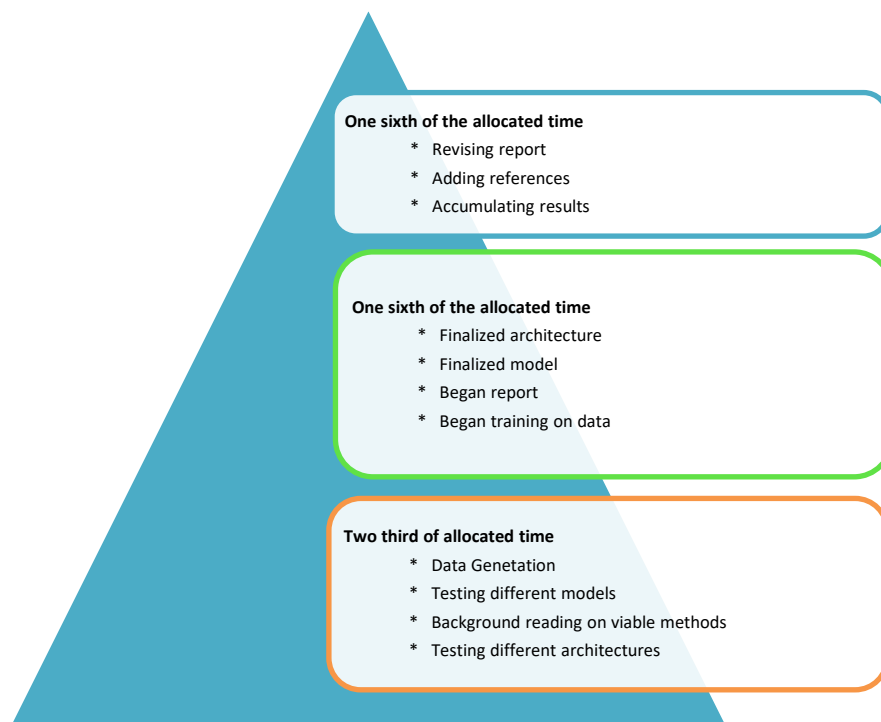 One sixth of the allocated time
* Revising report
* Adding references
* Accumulating results
One sixth of the allocated time
* Finalized architecture
* Finalized model
* Began report
* Began training on data
Two third of allocated time
* Data Genetation
* Testing different models
* Background reading on viable methods
* Testing different architectures